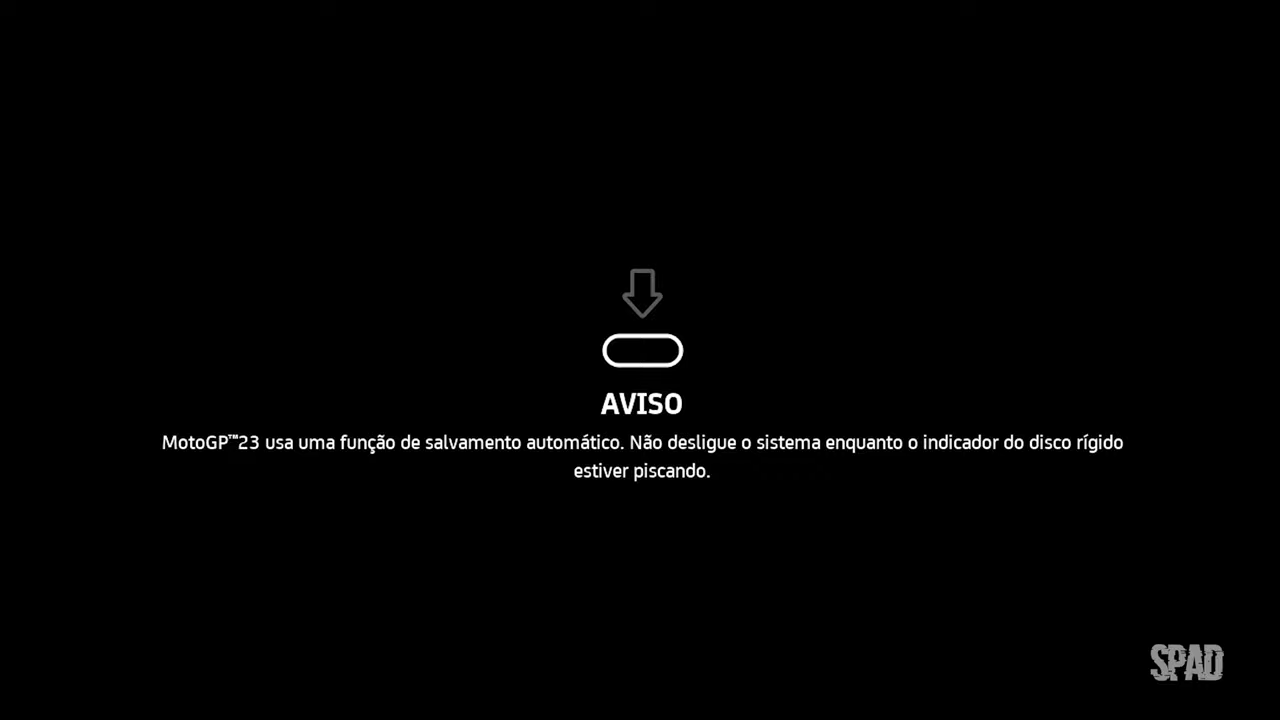 AVISO
MotoGP™23 usa uma função de salvamento automático. Não desligue o sistema enquanto o indicador do disco rígido
estiver piscando.
SPAD